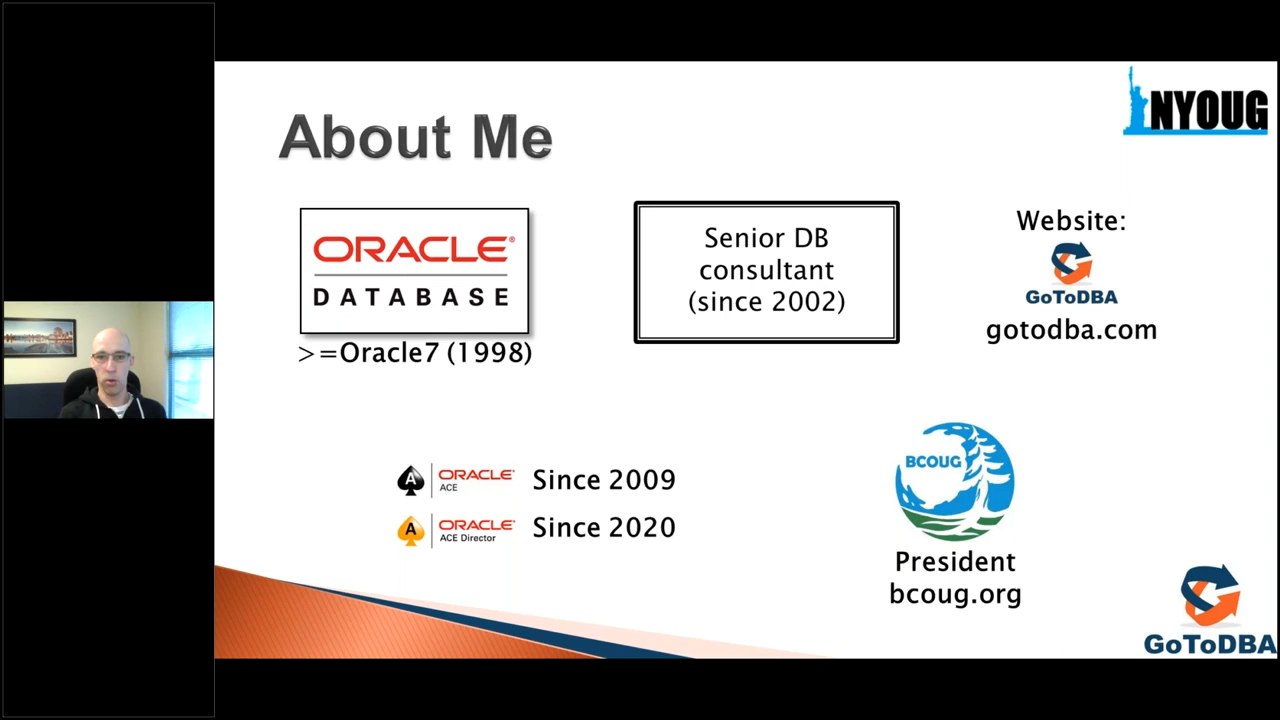 NYOUG
About Me
ORACLE®
DATABASE
>=Oracle7 (1998)
Senior DB
consultant
(since 2002)
Website:
GoToDBA
gotodba.com
A ORACLE® Since 2009
ACE
A ORACLE® Since 2020
ACE Director
BCOUG
President
bcoug.org
GoToDBA